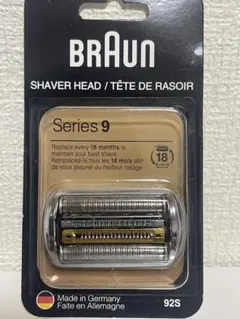 BRAUN
SHAVER HEAD / TÊTE DE RASOIR
Series 9
Replace every 18 months to
maintain your best shave.
Remplacez-la tous les 18 mois afin
de vous assurer du meilleur rasage.
18
Made in Germany
Faite en Allemagne
92S